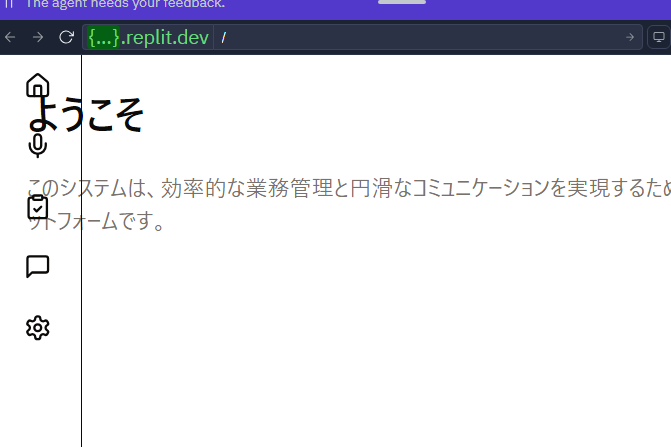 The agent needs your feedback.
{...}.replit.dev /
ようこそ
このシステムは、効率的な業務管理と円滑なコミュニケーションを実現するため
ットフォームです。